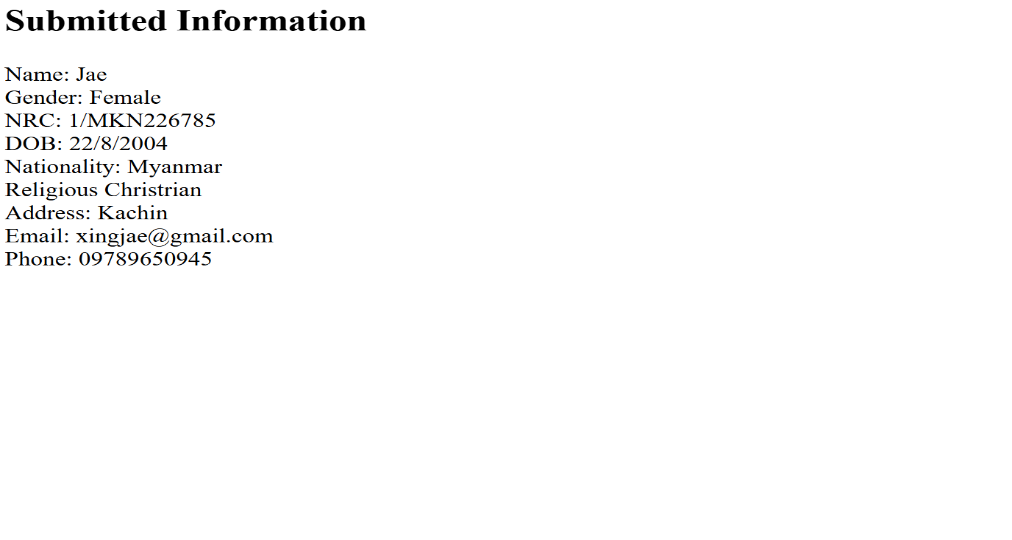 Submitted Information
Name: Jae
Gender: Female
NRC: 1/MKN226785
DOB: 22/8/2004
Nationality: Myanmar
Religious Christrian
Address: Kachin
Email: xingjae@gmail.com
Phone: 09789650945